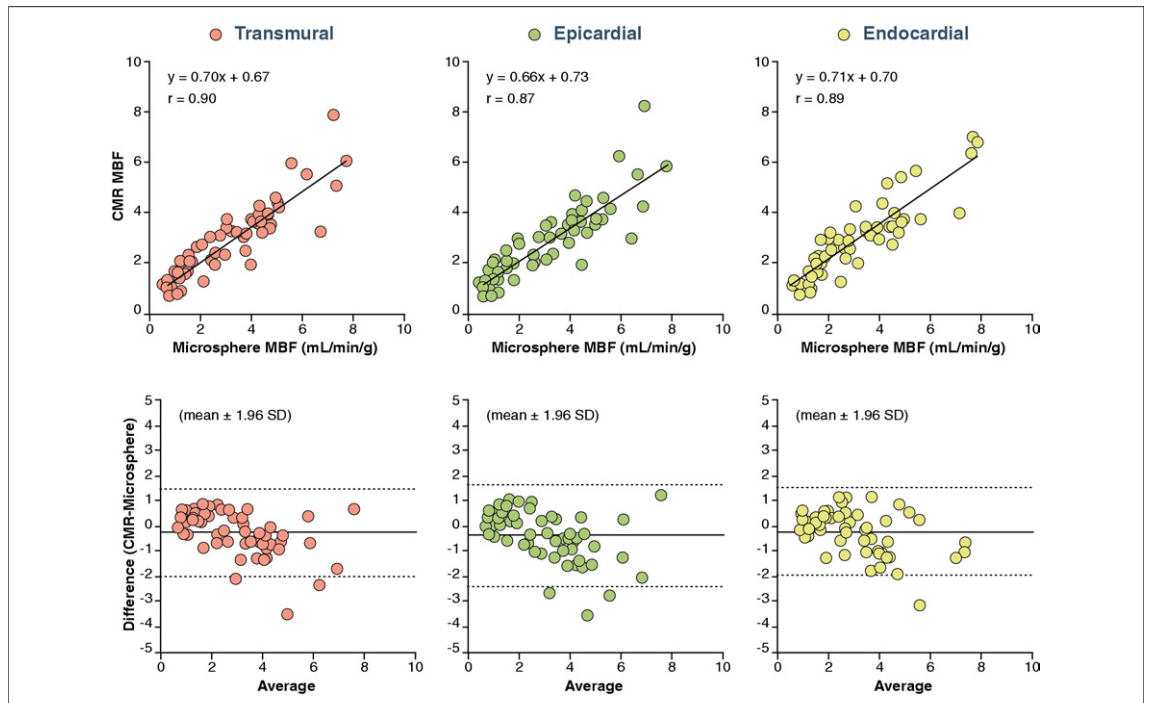 Transmural
Epicardial
Endocardial
y = 0.70x + 0.67
r = 0.90
10
8
6
4
2
0
CMR MBF
0 2 4 6 8 10
Microsphere MBF (mL/min/g)
y = 0.66x + 0.73
r = 0.87
10
8
6
4
2
0
0 2 4 6 8 10
Microsphere MBF (mL/min/g)
y = 0.71x + 0.70
r = 0.89
10
8
6
4
2
0
0 2 4 6 8 10
Microsphere MBF (mL/min/g)
(mean ± 1.96 SD)
5
4
3
2
1
0
-1
-2
-3
-4
-5
Difference (CMR-Microsphere)
0 2 4 6 8 10
Average
(mean ± 1.96 SD)
5
4
3
2
1
0
-1
-2
-3
-4
-5
0 2 4 6 8 10
Average
(mean ± 1.96 SD)
5
4
3
2
1
0
-1
-2
-3
-4
-5
0 2 4 6 8 10
Average